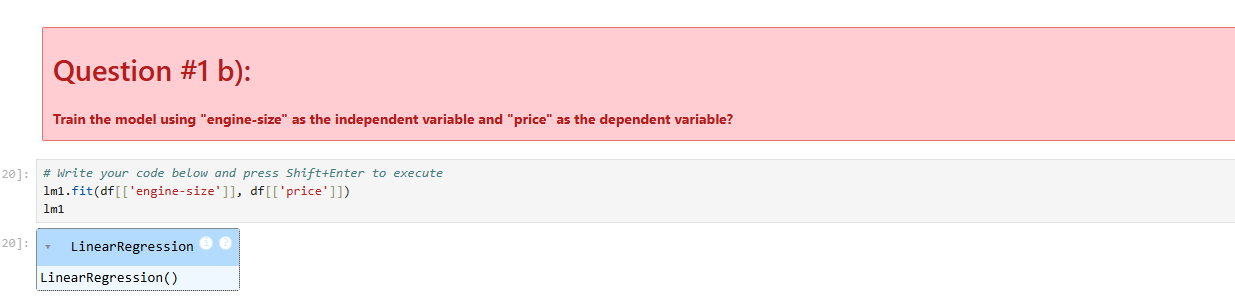 Question #1 b):
Train the model using "engine-size" as the independent variable and "price" as the dependent variable?
20]:
# Write your code below and press Shift+Enter to execute
lm1.fit(df[['engine-size']], df[['price']])
lm1
20]:
▾ LinearRegression i ?
LinearRegression()